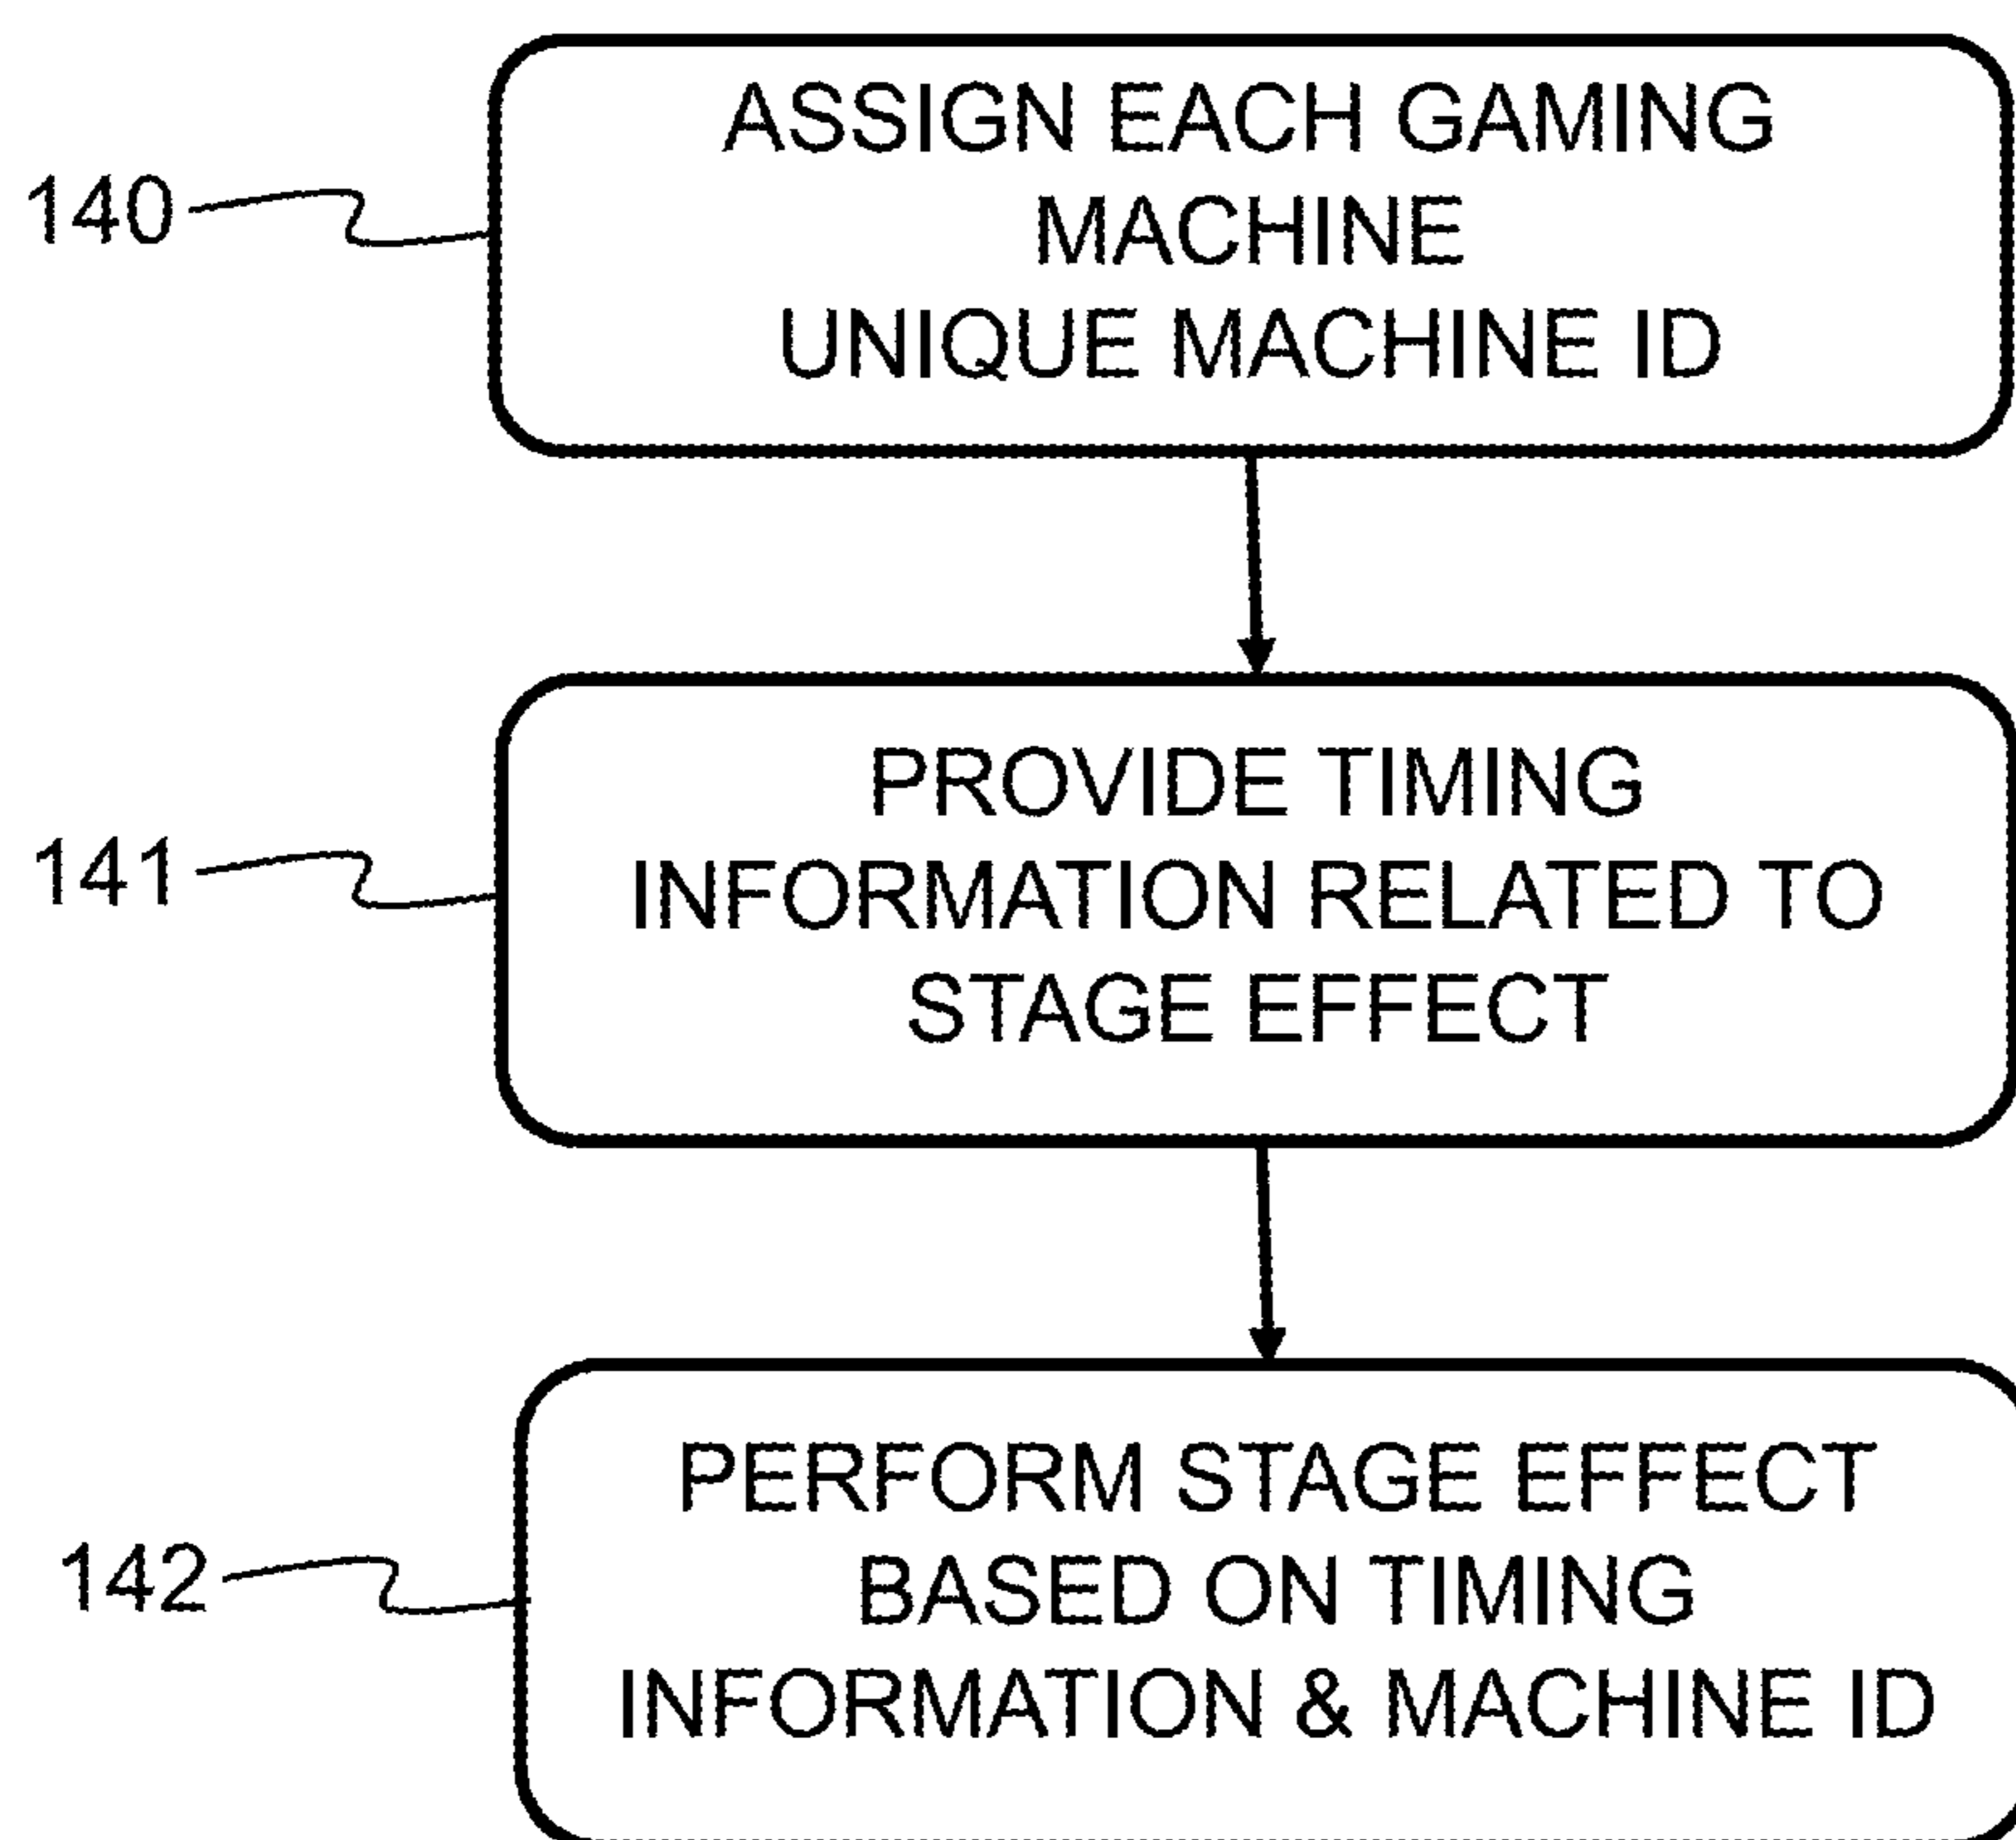 140
ASSIGN EACH GAMING
MACHINE
UNIQUE MACHINE ID
141
PROVIDE TIMING
INFORMATION RELATED TO
STAGE EFFECT
142
PERFORM STAGE EFFECT
BASED ON TIMING
INFORMATION & MACHINE ID